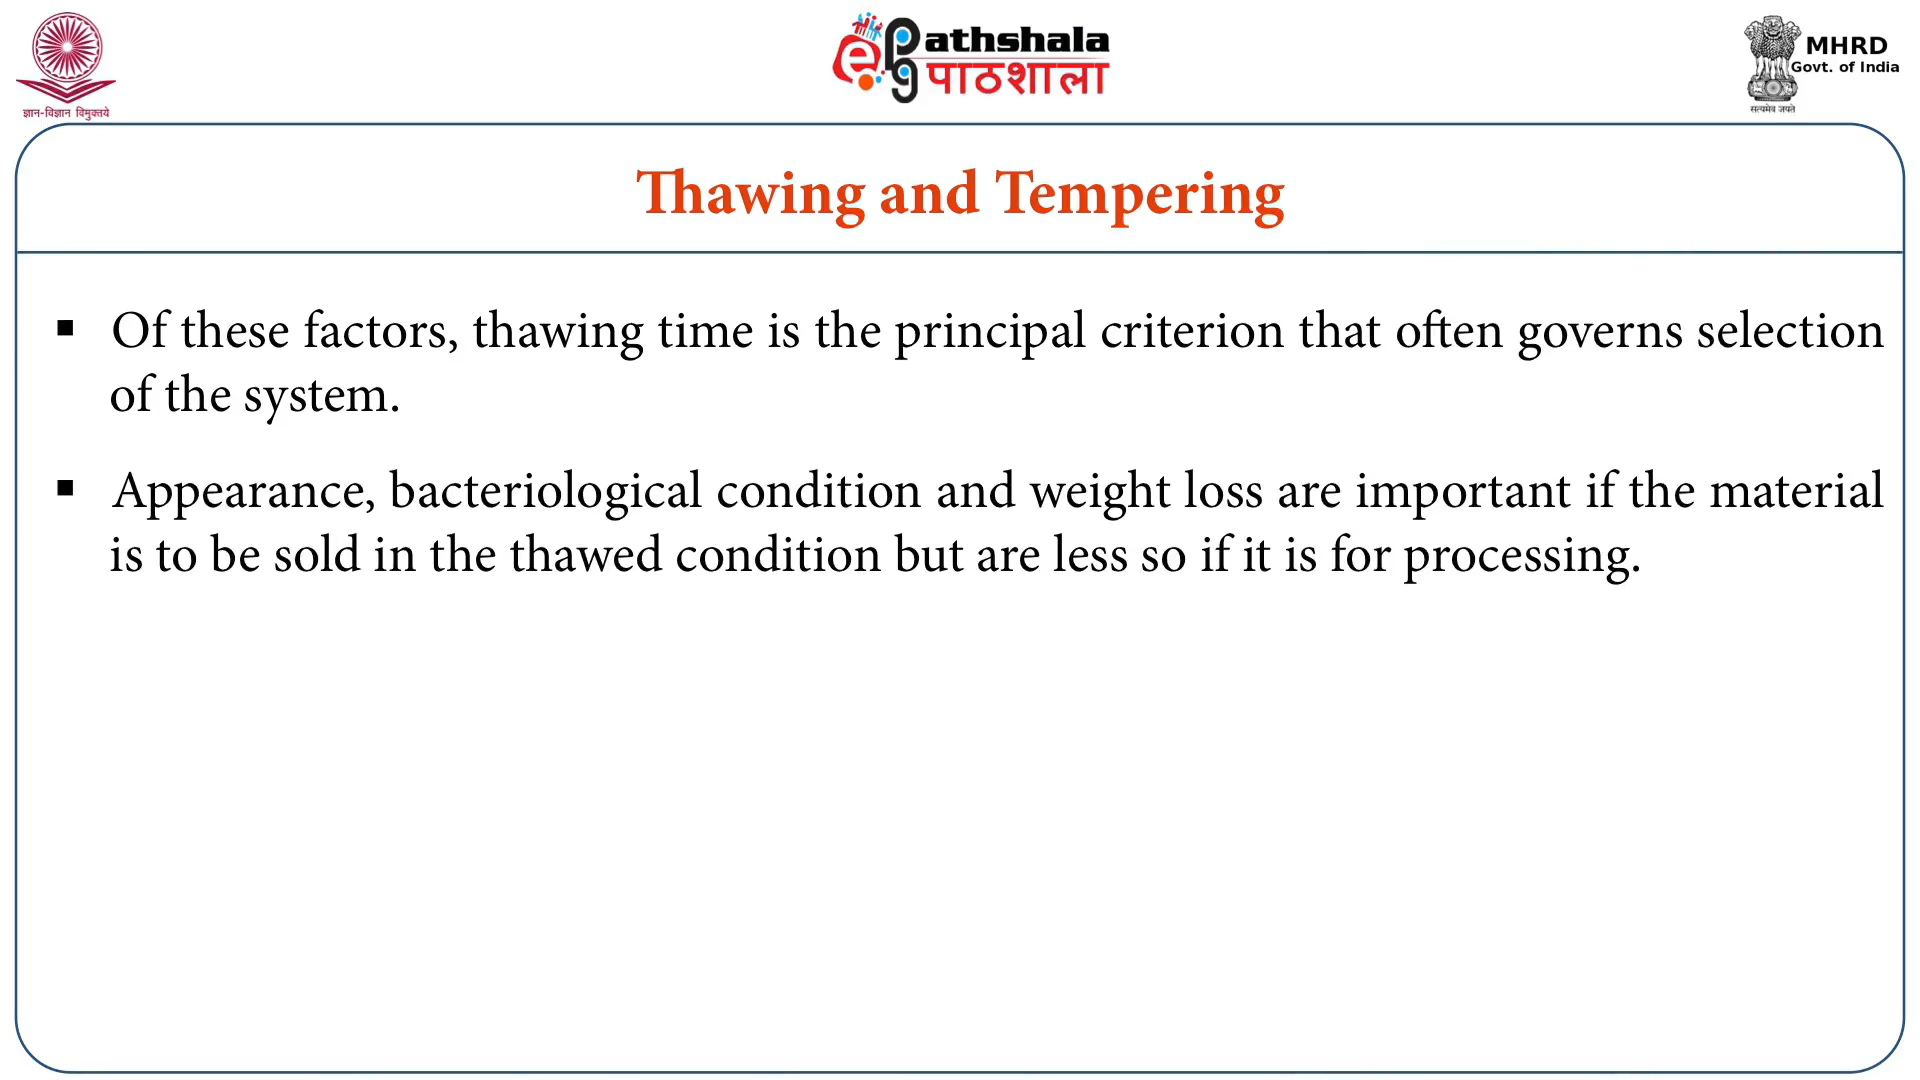 ज्ञान-विज्ञान विमुक्तये
e pg Pathshala
पाठशाला
MHRD
Govt. of India
सत्यमेव जयते
Thawing and Tempering
▪ Of these factors, thawing time is the principal criterion that often governs selection
of the system.
▪ Appearance, bacteriological condition and weight loss are important if the material
is to be sold in the thawed condition but are less so if it is for processing.